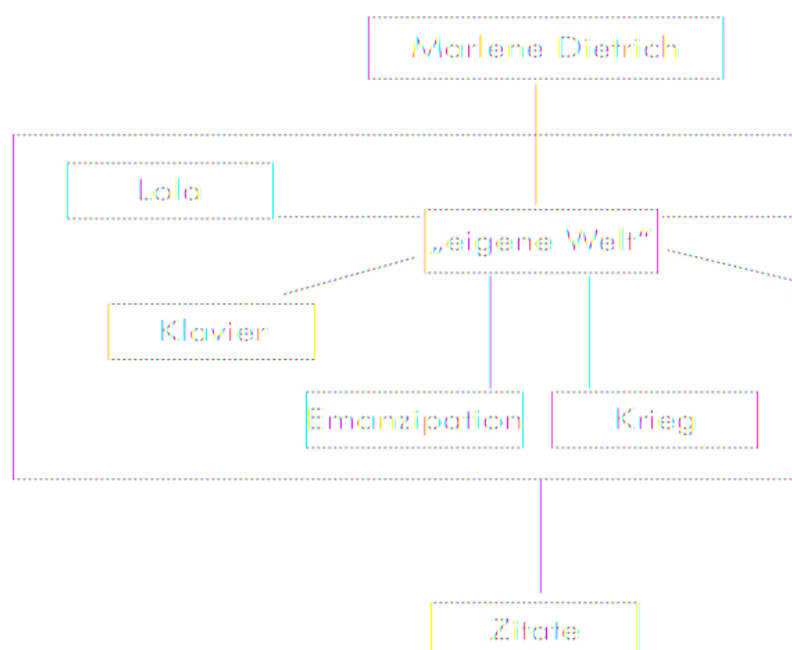 Marlene Dietrich
Lola
„eigene Welt“
Klavier
Emanzipation
Krieg
Zitate